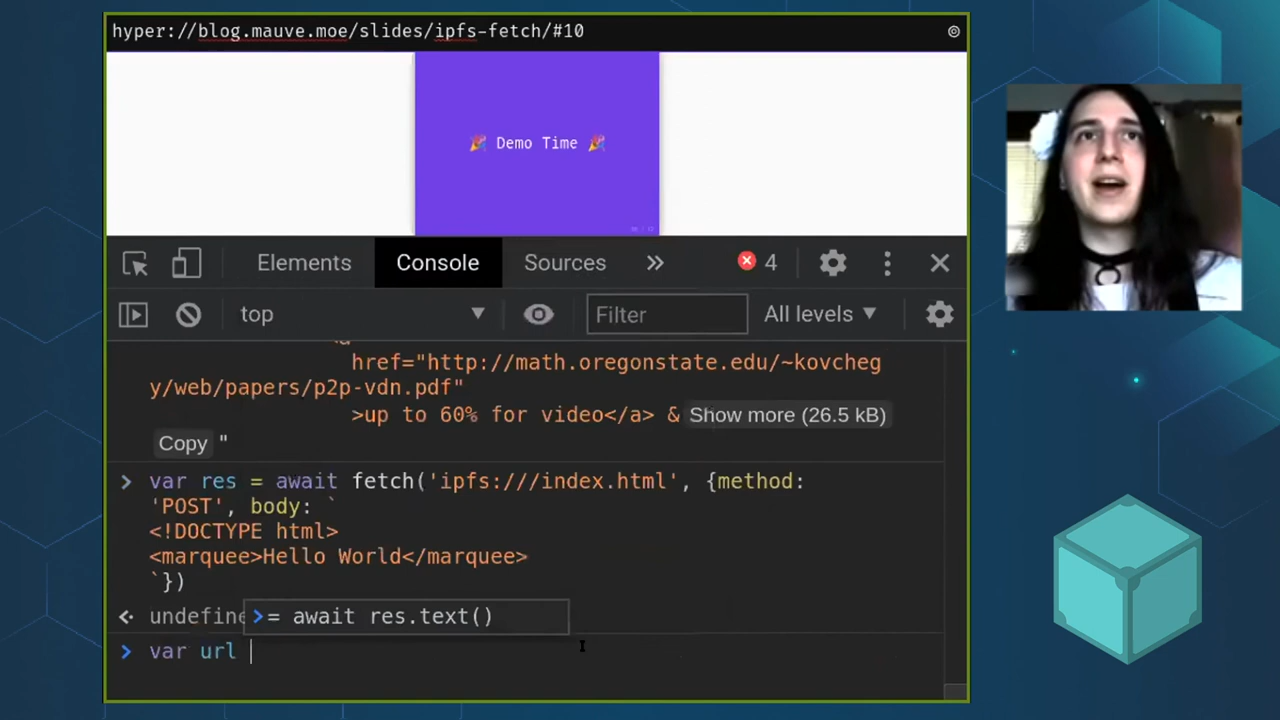 hyper://blog.mauve.moe/slides/ipfs-fetch/#10
🎉 Demo Time 🎉
Elements Console Sources » 4
top Filter All levels
href="http://math.oregonstate.edu/~kovcheg
y/web/papers/p2p-vdn.pdf"
>up to 60% for video</a> & Show more (26.5 kB)
Copy "
> var res = await fetch('ipfs:///index.html', {method:
'POST', body: `
<!DOCTYPE html>
<marquee>Hello World</marquee>
`})
undefine > = await res.text()
> var url